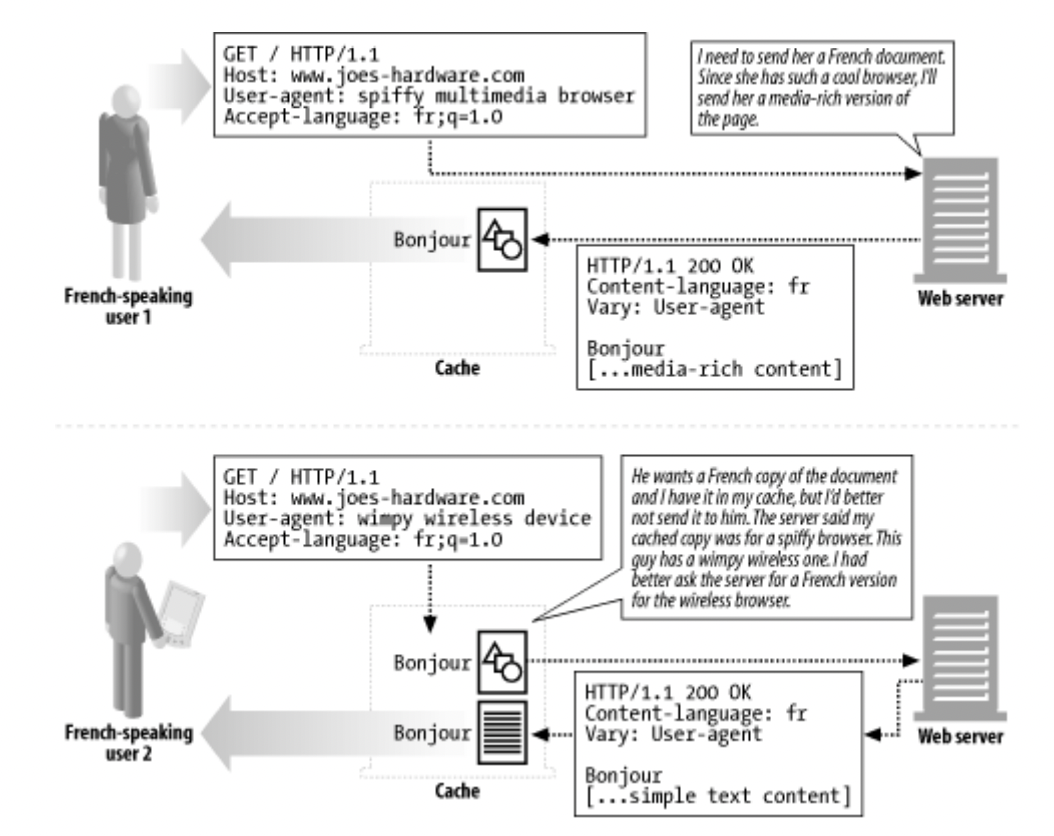 GET / HTTP/1.1
Host: www.joes-hardware.com
User-agent: spiffy multimedia browser
Accept-language: fr;q=1.0
I need to send her a French document.
Since she has such a cool browser, I'll
send her a media-rich version of
the page.
Bonjour
HTTP/1.1 200 OK
Content-language: fr
Vary: User-agent
Bonjour
[...media-rich content]
French-speaking
user 1
Web server
Cache
GET / HTTP/1.1
Host: www.joes-hardware.com
User-agent: wimpy wireless device
Accept-language: fr;q=1.0
He wants a French copy of the document
and I have it in my cache, but I'd better
not send it to him. The server said my
cached copy was for a spiffy browser. This
guy has a wimpy wireless one. I had
better ask the server for a French version
for the wireless browser.
Bonjour
Bonjour
HTTP/1.1 200 OK
Content-language: fr
Vary: User-agent
Bonjour
[...simple text content]
French-speaking
user 2
Web server
Cache